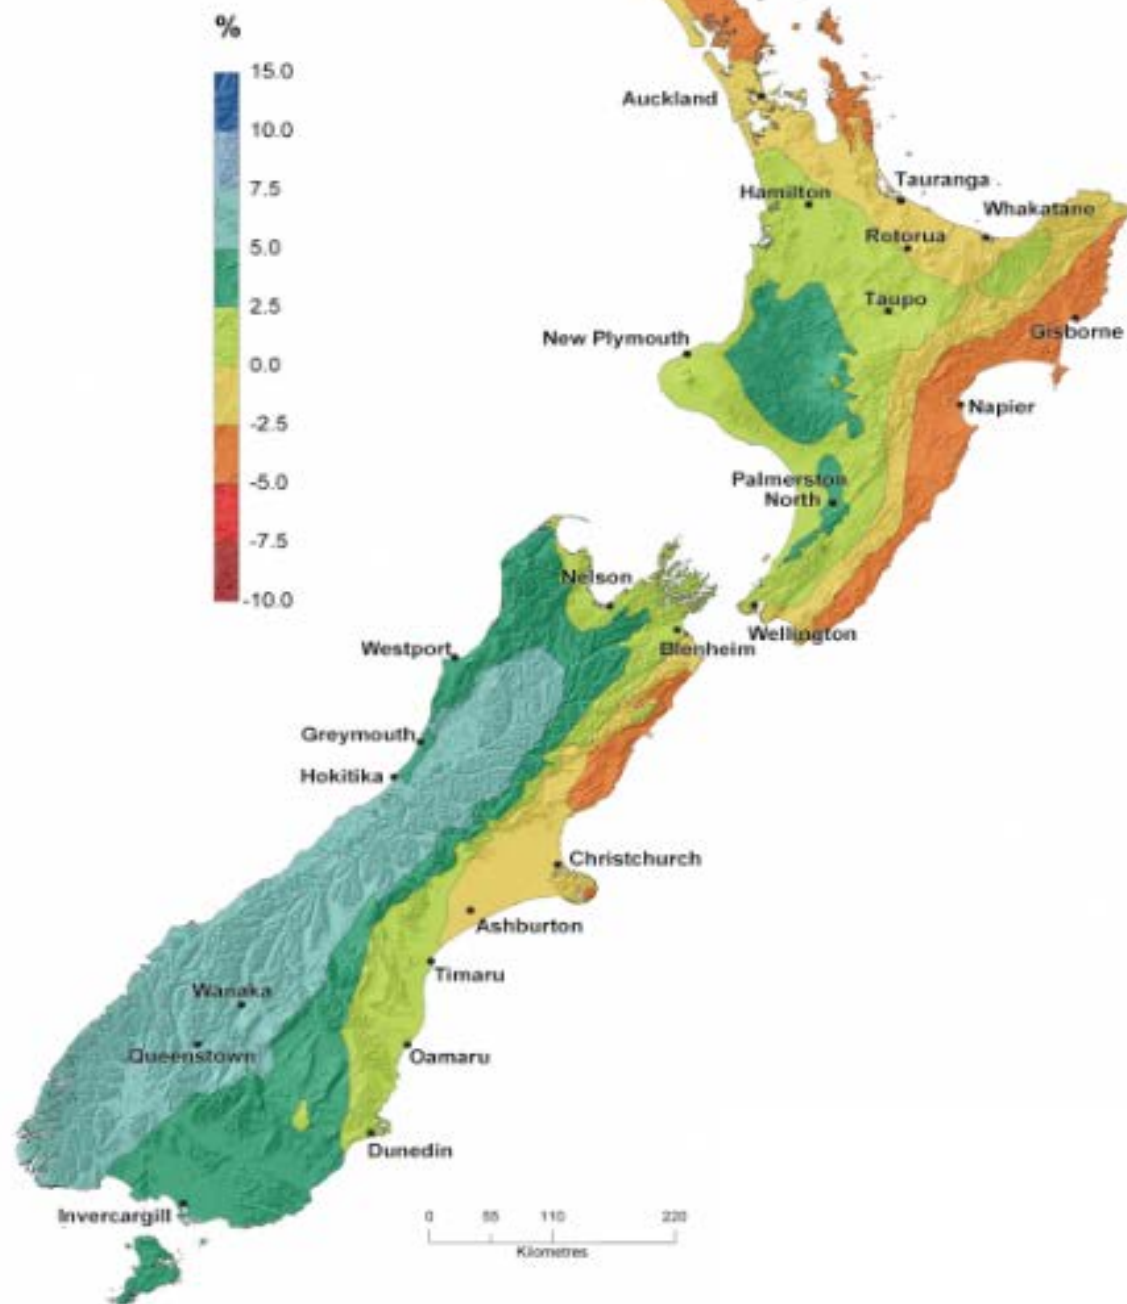 %
15.0
10.0
7.5
5.0
2.5
0.0
-2.5
-5.0
-7.5
-10.0
Auckland
Hamilton
Tauranga
Whakatane
Rotorua
Taupo
Gisborne
New Plymouth
Napier
Palmerston
North
Nelson
Wellington
Blenheim
Westport
Greymouth
Hokitika
Christchurch
Ashburton
Timaru
Wanaka
Queenstown
Oamaru
Dunedin
Invercargill
0 55 110 220
Kilometres